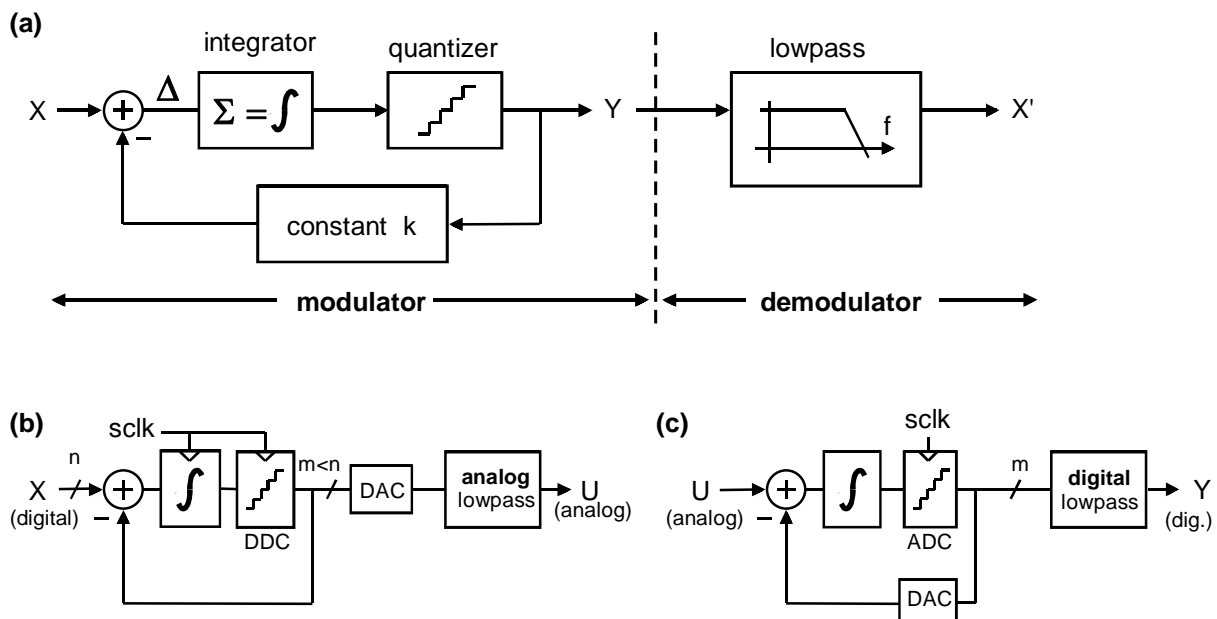 (a)
integrator quantizer lowpass
X + Δ Σ = ∫ Y f X'
−
constant k
modulator demodulator
(b) (c)
sclk sclk
n m<n m
X + ∫ DAC analog lowpass U
(digital) − DDC (analog)
U + ∫ digital lowpass Y
(analog) − ADC (dig.)
DAC